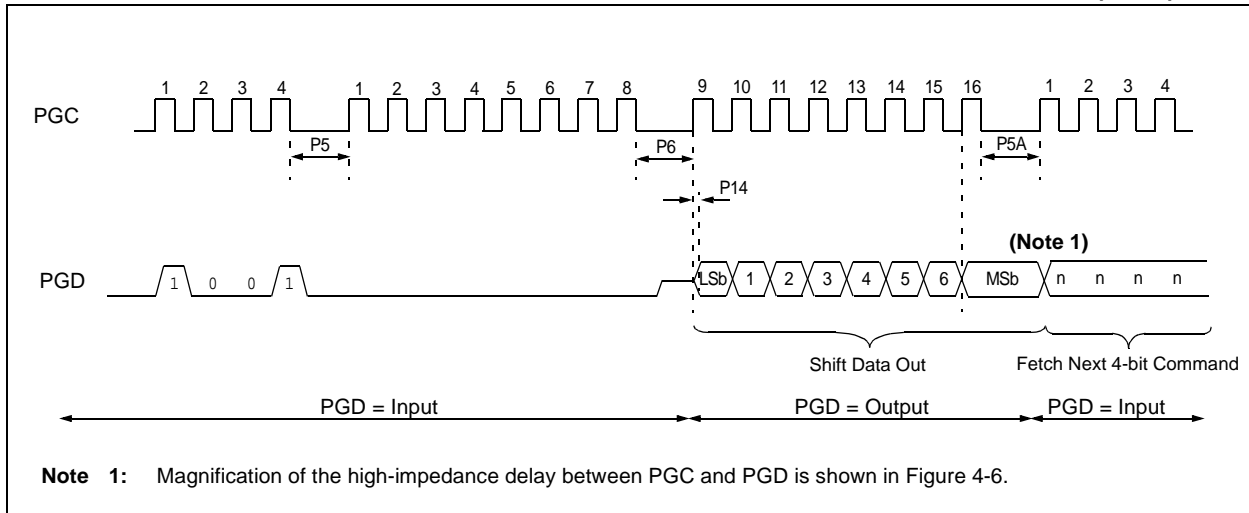 1 2 3 4 1 2 3 4 5 6 7 8 9 10 11 12 13 14 15 16 1 2 3 4
PGC
P5 P6 P5A
P14
(Note 1)
PGD 1 0 0 1 LSb 1 2 3 4 5 6 MSb n n n n
Shift Data Out Fetch Next 4-bit Command
PGD = Input PGD = Output PGD = Input
Note 1: Magnification of the high-impedance delay between PGC and PGD is shown in Figure 4-6.